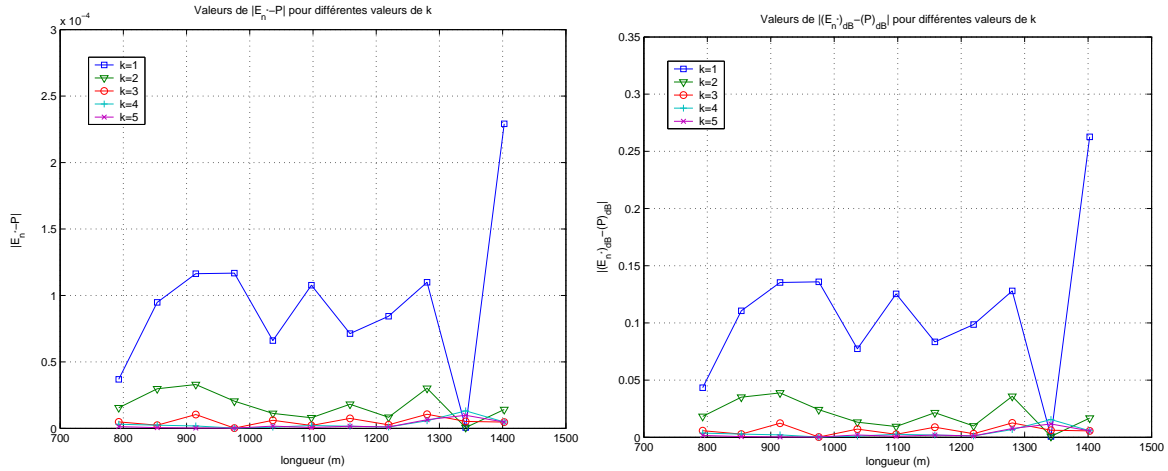 Valeurs de |E_n·−P| pour différentes valeurs de k
x 10^−4
3
2.5
2
1.5
1
0.5
0
|E_n·−P|
k=1
k=2
k=3
k=4
k=5
700 800 900 1000 1100 1200 1300 1400 1500
longueur (m)
Valeurs de |(E_n·)_dB−(P)_dB| pour différentes valeurs de k
0.35
0.3
0.25
0.2
0.15
0.1
0.05
0
|(E_n·)_dB−(P)_dB|
k=1
k=2
k=3
k=4
k=5
700 800 900 1000 1100 1200 1300 1400 1500
longueur (m)